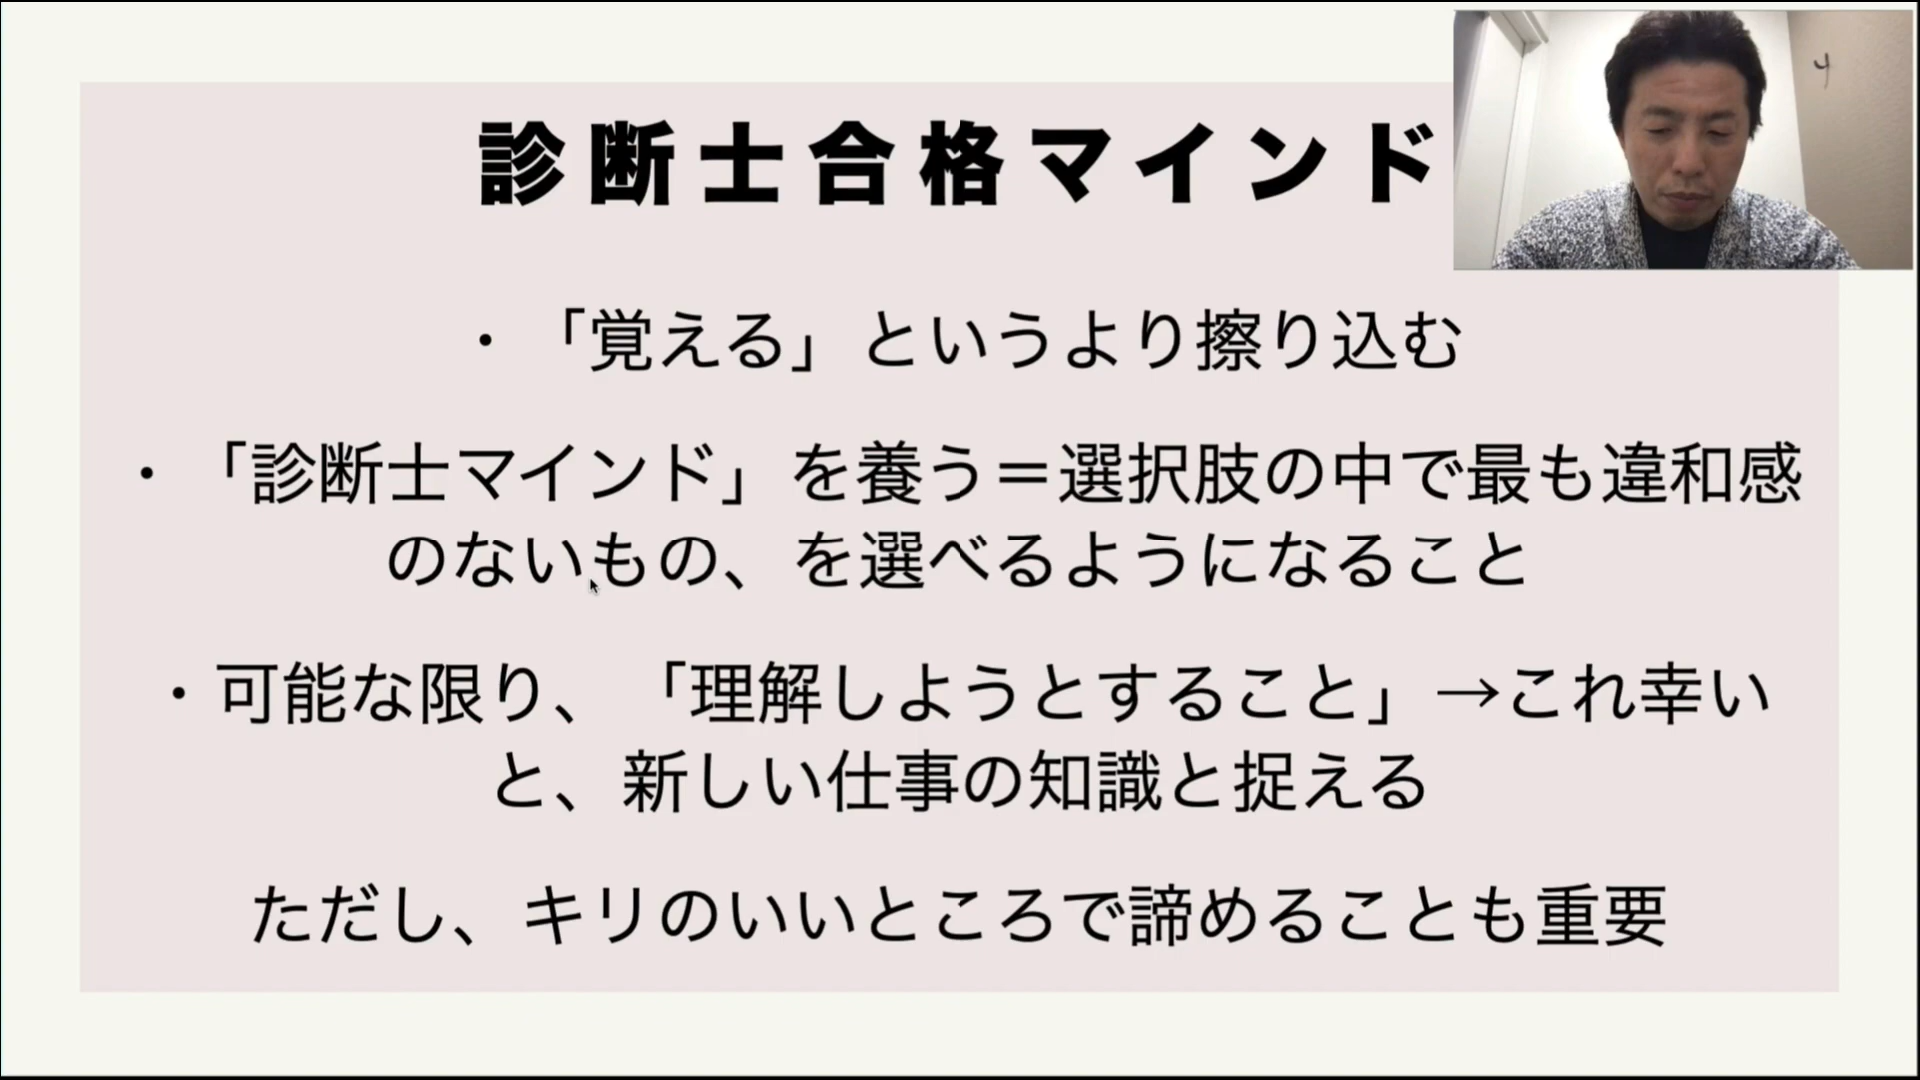 診断士合格マインド
・「覚える」というより擦り込む
・「診断士マインド」を養う＝選択肢の中で最も違和感
のないもの、を選べるようになること
・可能な限り、「理解しようとすること」→これ幸い
と、新しい仕事の知識と捉える
ただし、キリのいいところで諦めることも重要